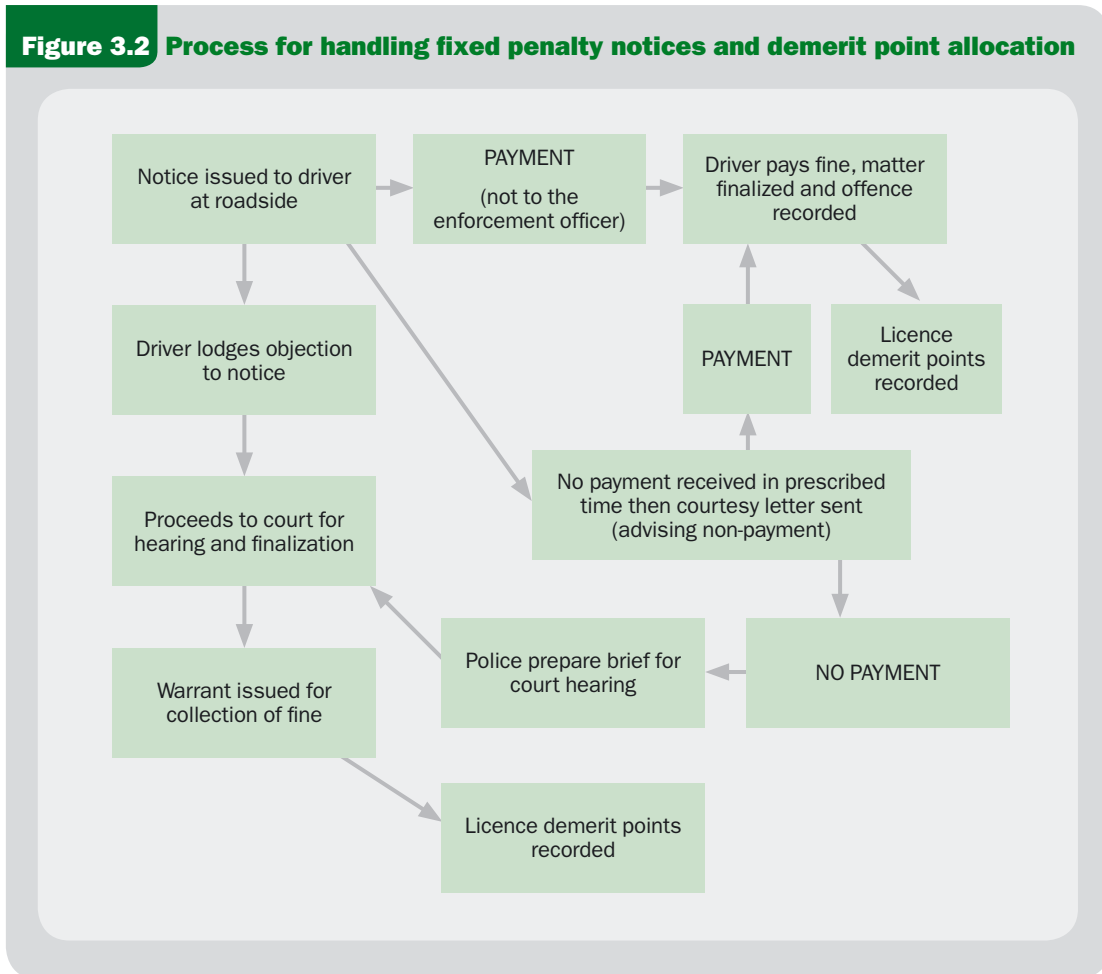 Figure 3.2 Process for handling fixed penalty notices and demerit point allocation
Notice issued to driver
at roadside
PAYMENT
(not to the
enforcement officer)
Driver pays fine, matter
finalized and offence
recorded
Driver lodges objection
to notice
PAYMENT
Licence
demerit points
recorded
No payment received in prescribed
time then courtesy letter sent
(advising non-payment)
Proceeds to court for
hearing and finalization
Police prepare brief for
court hearing
NO PAYMENT
Warrant issued for
collection of fine
Licence demerit points
recorded